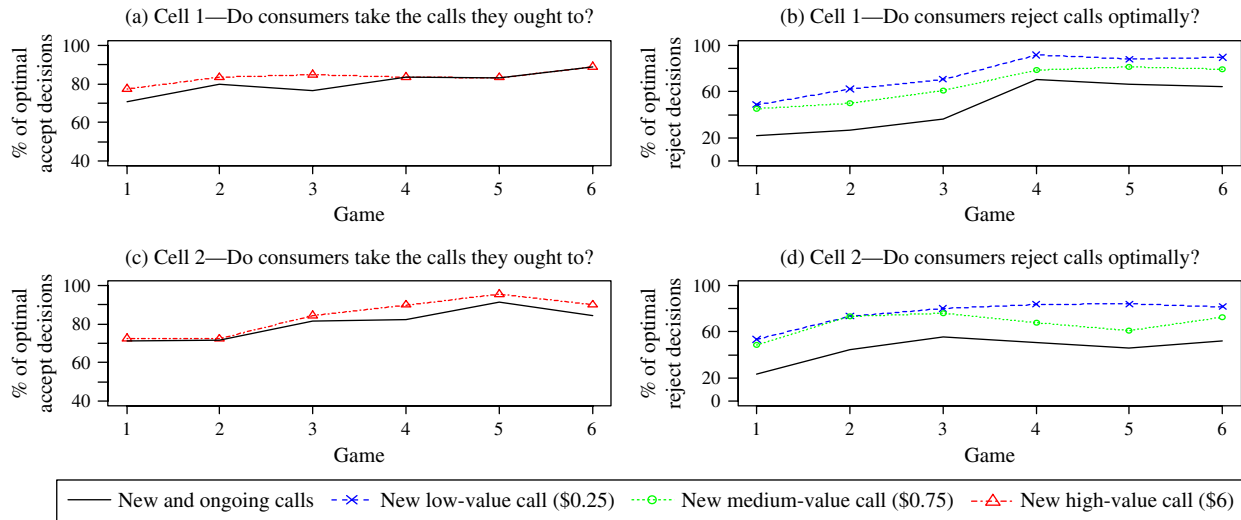 (a) Cell 1—Do consumers take the calls they ought to?
% of optimal
accept decisions
100
80
60
40
1 2 3 4 5 6
Game
(b) Cell 1—Do consumers reject calls optimally?
% of optimal
reject decisions
100
60
20
0
1 2 3 4 5 6
Game
(c) Cell 2—Do consumers take the calls they ought to?
% of optimal
accept decisions
100
80
60
40
1 2 3 4 5 6
Game
(d) Cell 2—Do consumers reject calls optimally?
% of optimal
reject decisions
100
60
20
0
1 2 3 4 5 6
Game
New and ongoing calls New low-value call ($0.25) New medium-value call ($0.75) New high-value call ($6)